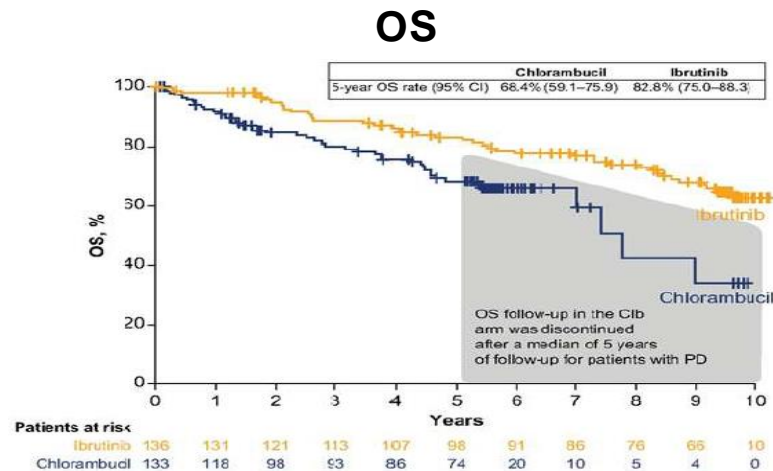 OS
Chlorambucil Ibrutinib
5-year OS rate (95% CI) 68.4% (59.1–75.9) 82.8% (75.0–88.3)
100
80
60
40
20
0
OS, %
Ibrutinib
Chlorambucil
OS follow-up in the Clb
arm was discontinued
after a median of 5 years
of follow-up for patients with PD
0 1 2 3 4 5 6 7 8 9 10
Years
Patients at risk
Ibrutinib 136 131 121 113 107 98 91 86 76 66 10
Chlorambucil 133 118 98 93 86 74 20 10 5 4 0